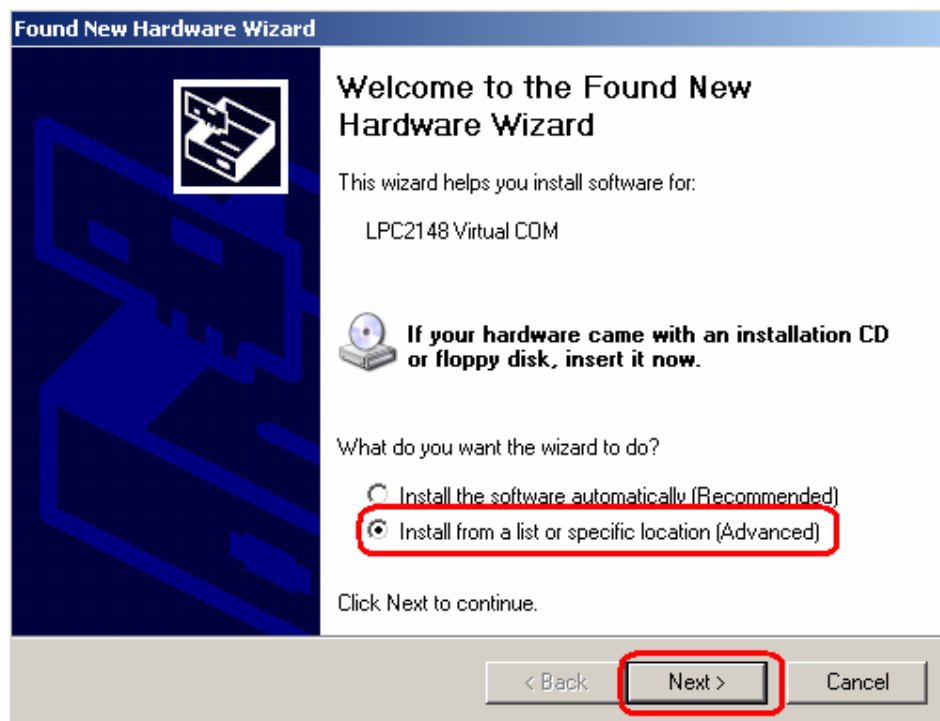 Found New Hardware Wizard
Welcome to the Found New
Hardware Wizard
This wizard helps you install software for:
LPC2148 Virtual COM
If your hardware came with an installation CD
or floppy disk, insert it now.
What do you want the wizard to do?
Install the software automatically (Recommended)
Install from a list or specific location (Advanced)
Click Next to continue.
< Back Next > Cancel